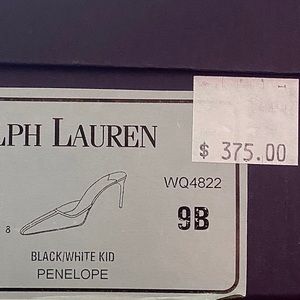 LPH LAUREN
$ 375.00
WQ4822
8
9B
BLACK/WHITE KID
PENELOPE